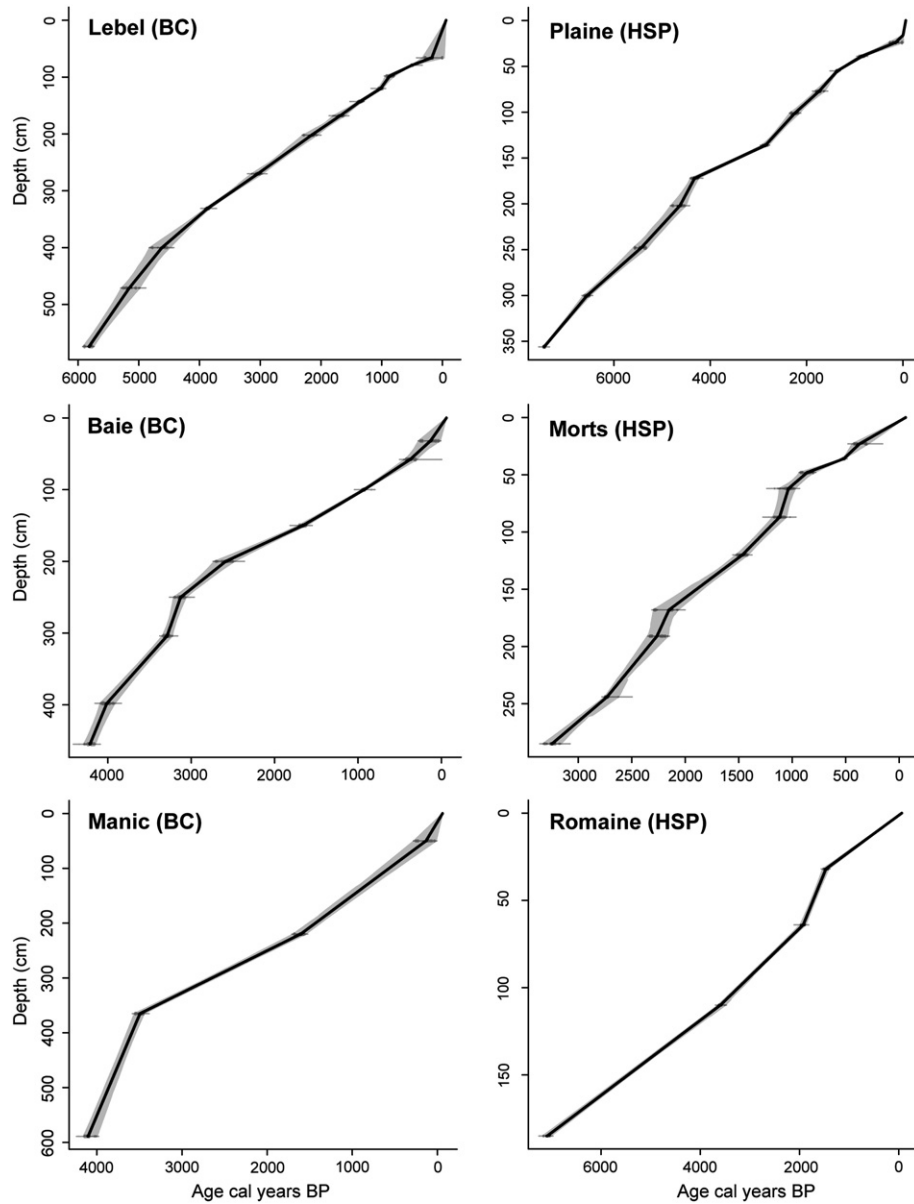 Lebel (BC)
Depth (cm)
0
100
200
300
400
500
6000 5000 4000 3000 2000 1000 0
Plaine (HSP)
0
50
100
150
200
250
300
350
6000 4000 2000 0
Baie (BC)
Depth (cm)
0
100
200
300
400
4000 3000 2000 1000 0
Morts (HSP)
0
50
100
150
200
250
3000 2500 2000 1500 1000 500 0
Manic (BC)
Depth (cm)
0
100
200
300
400
500
600
4000 3000 2000 1000 0
Age cal years BP
Romaine (HSP)
0
50
100
150
6000 4000 2000 0
Age cal years BP